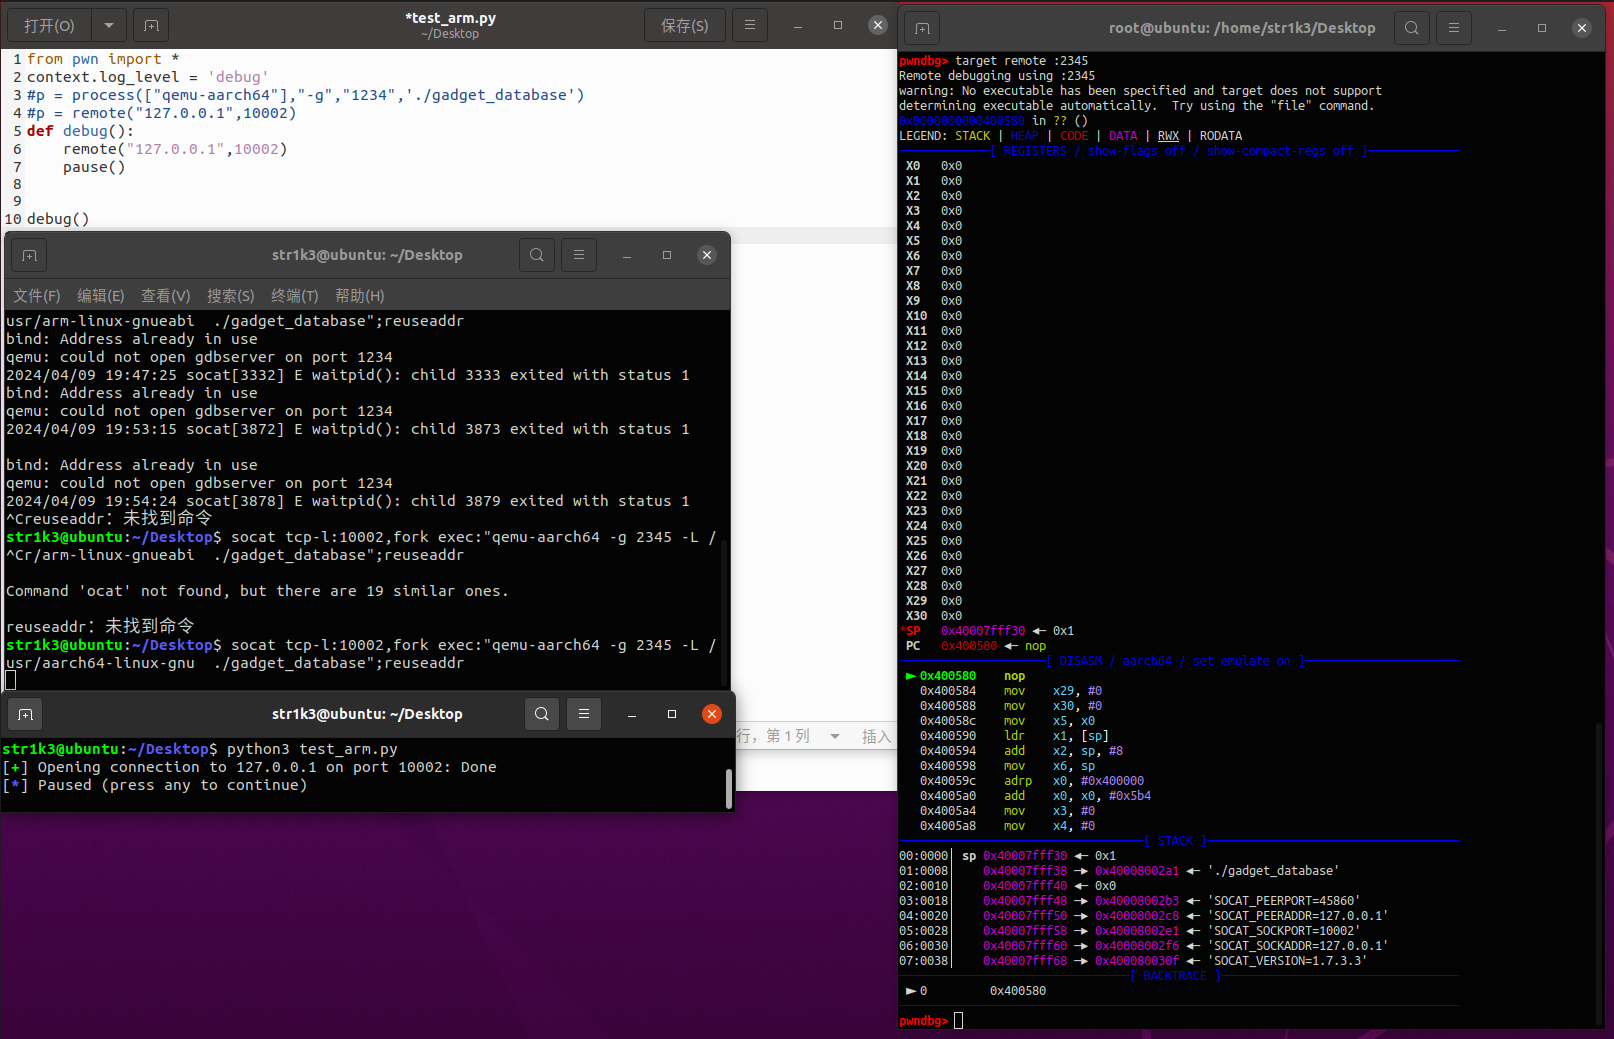 打开(O)
*test_arm.py
~/Desktop
保存(S)
1 from pwn import *
2 context.log_level = 'debug'
3 #p = process(["qemu-aarch64"],"-g","1234",'./gadget_database')
4 #p = remote("127.0.0.1",10002)
5 def debug():
6     remote("127.0.0.1",10002)
7     pause()
8
9
10 debug()
行，第 1 列
插入
str1k3@ubuntu: ~/Desktop
文件(F) 编辑(E) 查看(V) 搜索(S) 终端(T) 帮助(H)
usr/arm-linux-gnueabi  ./gadget_database";reuseaddr
bind: Address already in use
qemu: could not open gdbserver on port 1234
2024/04/09 19:47:25 socat[3332] E waitpid(): child 3333 exited with status 1
bind: Address already in use
qemu: could not open gdbserver on port 1234
2024/04/09 19:53:15 socat[3872] E waitpid(): child 3873 exited with status 1
bind: Address already in use
qemu: could not open gdbserver on port 1234
2024/04/09 19:54:24 socat[3878] E waitpid(): child 3879 exited with status 1
^Creuseaddr：未找到命令
str1k3@ubuntu:~/Desktop$ socat tcp-l:10002,fork exec:"qemu-aarch64 -g 2345 -L /
^Cr/arm-linux-gnueabi  ./gadget_database";reuseaddr
Command 'ocat' not found, but there are 19 similar ones.
reuseaddr：未找到命令
str1k3@ubuntu:~/Desktop$ socat tcp-l:10002,fork exec:"qemu-aarch64 -g 2345 -L /
usr/aarch64-linux-gnu  ./gadget_database";reuseaddr
str1k3@ubuntu: ~/Desktop
str1k3@ubuntu:~/Desktop$ python3 test_arm.py
[+] Opening connection to 127.0.0.1 on port 10002: Done
[*] Paused (press any to continue)
root@ubuntu: /home/str1k3/Desktop
pwndbg> target remote :2345
Remote debugging using :2345
warning: No executable has been specified and target does not support
determining executable automatically.  Try using the "file" command.
0x0000000000400580 in ?? ()
LEGEND: STACK | HEAP | CODE | DATA | RWX | RODATA
[ REGISTERS / show-flags off / show-compact-regs off ]
X0   0x0
X1   0x0
X2   0x0
X3   0x0
X4   0x0
X5   0x0
X6   0x0
X7   0x0
X8   0x0
X9   0x0
X10  0x0
X11  0x0
X12  0x0
X13  0x0
X14  0x0
X15  0x0
X16  0x0
X17  0x0
X18  0x0
X19  0x0
X20  0x0
X21  0x0
X22  0x0
X23  0x0
X24  0x0
X25  0x0
X26  0x0
X27  0x0
X28  0x0
X29  0x0
X30  0x0
*SP   0x40007fff30 ◂— 0x1
PC   0x400580 ◂— nop
[ DISASM / aarch64 / set emulate on ]
► 0x400580    nop
0x400584    mov    x29, #0
0x400588    mov    x30, #0
0x40058c    mov    x5, x0
0x400590    ldr    x1, [sp]
0x400594    add    x2, sp, #8
0x400598    mov    x6, sp
0x40059c    adrp   x0, #0x400000
0x4005a0    add    x0, x0, #0x5b4
0x4005a4    mov    x3, #0
0x4005a8    mov    x4, #0
[ STACK ]
00:0000│ sp 0x40007fff30 ◂— 0x1
01:0008│    0x40007fff38 —▸ 0x40008002a1 ◂— './gadget_database'
02:0010│    0x40007fff40 ◂— 0x0
03:0018│    0x40007fff48 —▸ 0x40008002b3 ◂— 'SOCAT_PEERPORT=45860'
04:0020│    0x40007fff50 —▸ 0x40008002c8 ◂— 'SOCAT_PEERADDR=127.0.0.1'
05:0028│    0x40007fff58 —▸ 0x40008002e1 ◂— 'SOCAT_SOCKPORT=10002'
06:0030│    0x40007fff60 —▸ 0x40008002f6 ◂— 'SOCAT_SOCKADDR=127.0.0.1'
07:0038│    0x40007fff68 —▸ 0x400080030f ◂— 'SOCAT_VERSION=1.7.3.3'
[ BACKTRACE ]
► 0         0x400580
pwndbg>